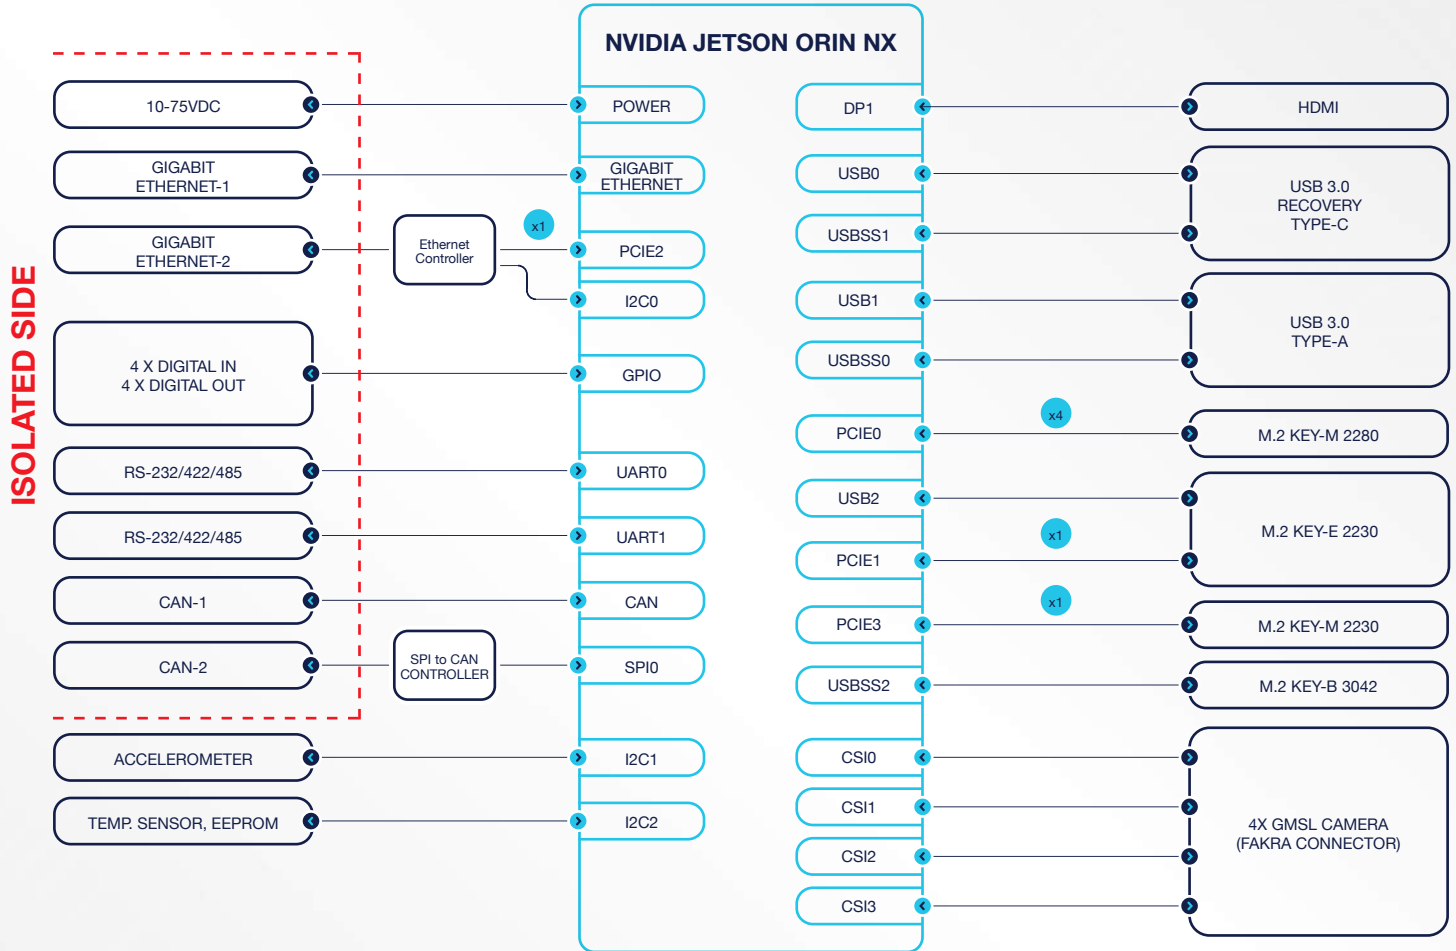 NVIDIA JETSON ORIN NX
ISOLATED SIDE
10-75VDC
GIGABIT
ETHERNET-1
GIGABIT
ETHERNET-2
Ethernet
Controller
x1
4 X DIGITAL IN
4 X DIGITAL OUT
RS-232/422/485
RS-232/422/485
CAN-1
CAN-2
SPI to CAN
CONTROLLER
ACCELEROMETER
TEMP. SENSOR, EEPROM
POWER
GIGABIT
ETHERNET
PCIE2
I2C0
GPIO
UART0
UART1
CAN
SPI0
I2C1
I2C2
DP1
USB0
USBSS1
USB1
USBSS0
PCIE0
USB2
PCIE1
PCIE3
USBSS2
CSI0
CSI1
CSI2
CSI3
x4
x1
x1
HDMI
USB 3.0
RECOVERY
TYPE-C
USB 3.0
TYPE-A
M.2 KEY-M 2280
M.2 KEY-E 2230
M.2 KEY-M 2230
M.2 KEY-B 3042
4X GMSL CAMERA
(FAKRA CONNECTOR)